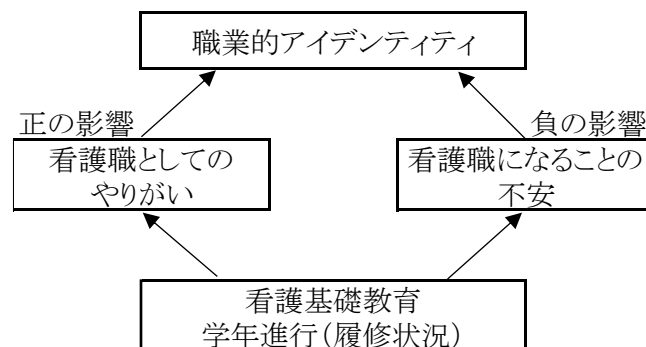 職業的アイデンティティ
正の影響
負の影響
看護職としての
やりがい
看護職になることの
不安
看護基礎教育
学年進行(履修状況)